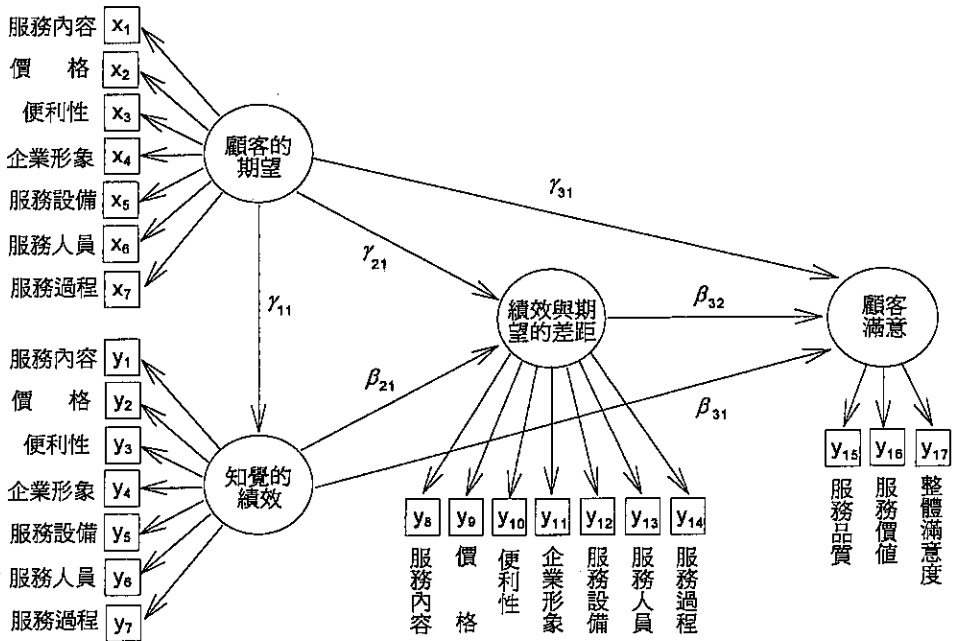 服務內容 x1
價 格 x2
便利性 x3
企業形象 x4
服務設備 x5
服務人員 x6
服務過程 x7
顧客的
期望
γ31
γ21
γ11
績效與期
望的差距
β32
顧客
滿意
β21
β31
服務內容 y1
價 格 y2
便利性 y3
企業形象 y4
服務設備 y5
服務人員 y6
服務過程 y7
知覺的
績效
y8 y9 y10 y11 y12 y13 y14
服務內容
價 格
便利性
企業形象
服務設備
服務人員
服務過程
y15 y16 y17
服務品質
服務價值
整體滿意度